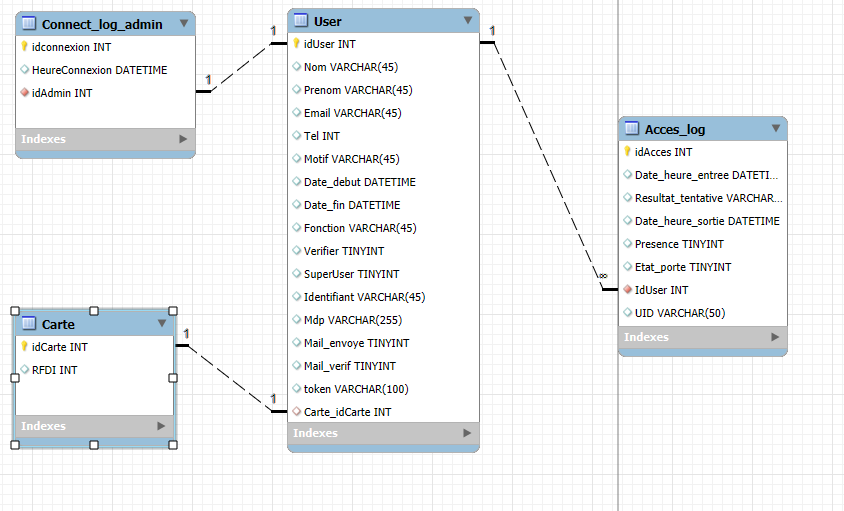 Connect_log_admin
idconnexion INT
HeureConnexion DATETIME
idAdmin INT
Indexes
1
1
User
idUser INT
Nom VARCHAR(45)
Prenom VARCHAR(45)
Email VARCHAR(45)
Tel INT
Motif VARCHAR(45)
Date_debut DATETIME
Date_fin DATETIME
Fonction VARCHAR(45)
Verifier TINYINT
SuperUser TINYINT
Identifiant VARCHAR(45)
Mdp VARCHAR(255)
Mail_envoye TINYINT
Mail_verif TINYINT
token VARCHAR(100)
Carte_idCarte INT
Indexes
1
∞
Acces_log
idAcces INT
Date_heure_entree DATETI...
Resultat_tentative VARCHAR...
Date_heure_sortie DATETIME
Presence TINYINT
Etat_porte TINYINT
IdUser INT
UID VARCHAR(50)
Indexes
Carte
idCarte INT
RFDI INT
Indexes
1
1